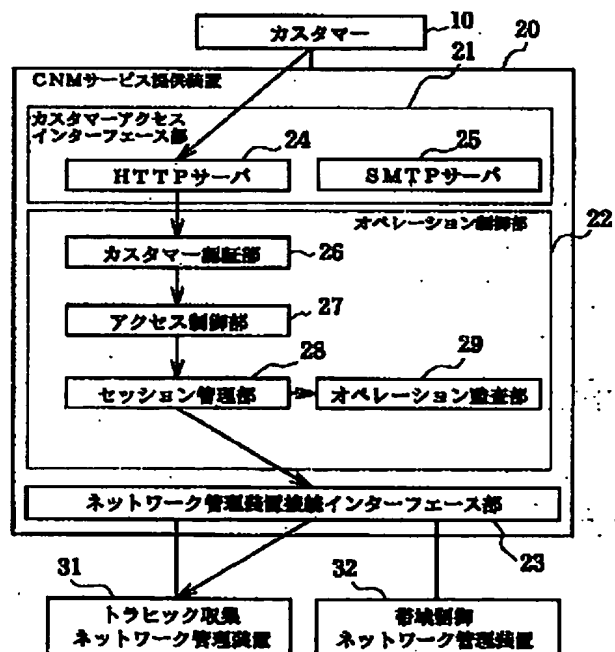 カスタマー
10
20
CNMサービス提供装置
21
カスタマーアクセス
インターフェース部
24
25
HTTPサーバ
SMTPサーバ
オペレーション制御部
22
カスタマー認証部
26
アクセス制御部
27
28
29
セッション管理部
オペレーション監査部
ネットワーク管理装置接続インターフェース部
23
31
32
トラヒック収集
ネットワーク管理装置
帯域制御
ネットワーク管理装置